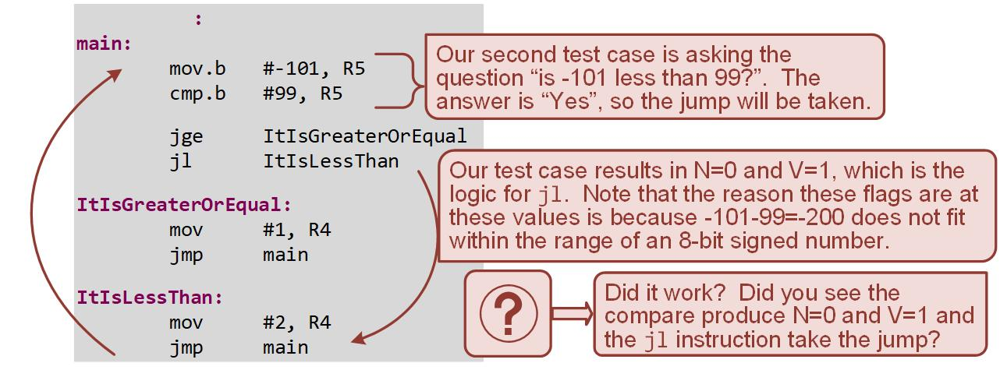 :
main:
mov.b #-101, R5
cmp.b #99, R5
Our second test case is asking the
question “is -101 less than 99?”. The
answer is “Yes”, so the jump will be taken.
jge ItIsGreaterOrEqual
jl ItIsLessThan
Our test case results in N=0 and V=1, which is the
logic for jl. Note that the reason these flags are at
these values is because -101-99=-200 does not fit
within the range of an 8-bit signed number.
ItIsGreaterOrEqual:
mov #1, R4
jmp main
ItIsLessThan:
mov #2, R4
jmp main
?
Did it work? Did you see the
compare produce N=0 and V=1 and
the jl instruction take the jump?